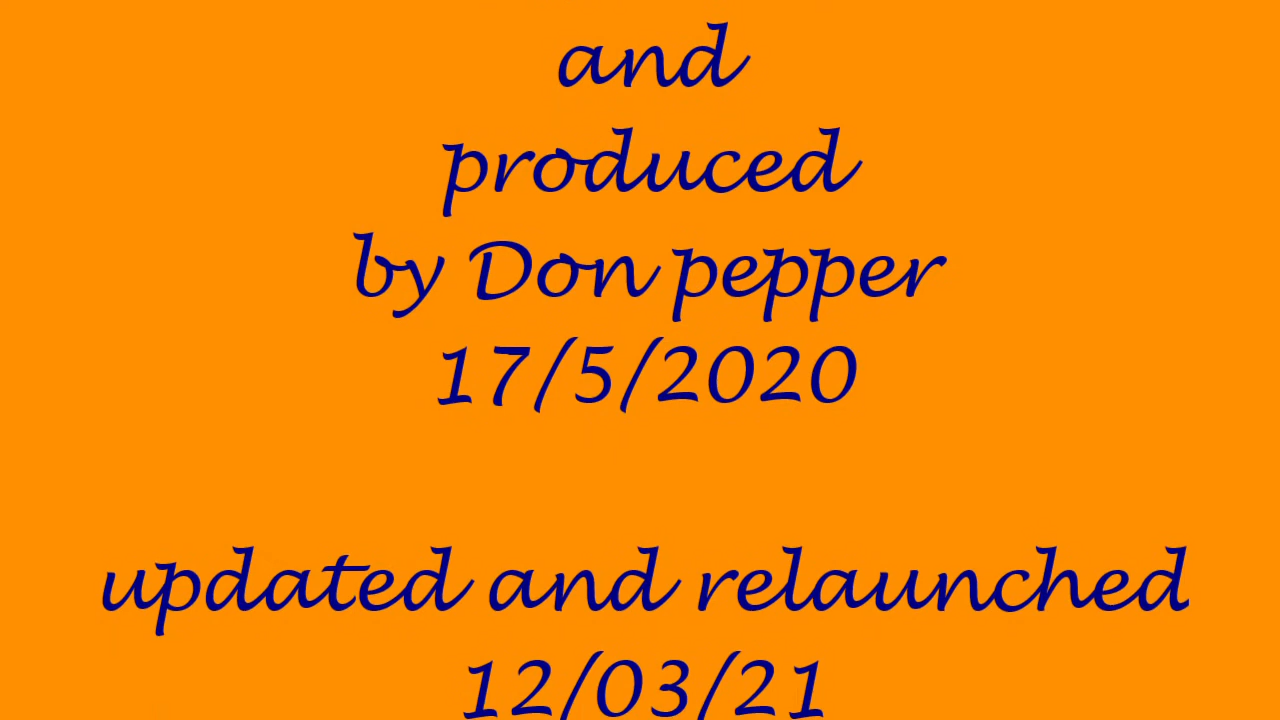 and
produced
by Don pepper
17/5/2020
updated and relaunched
12/03/21